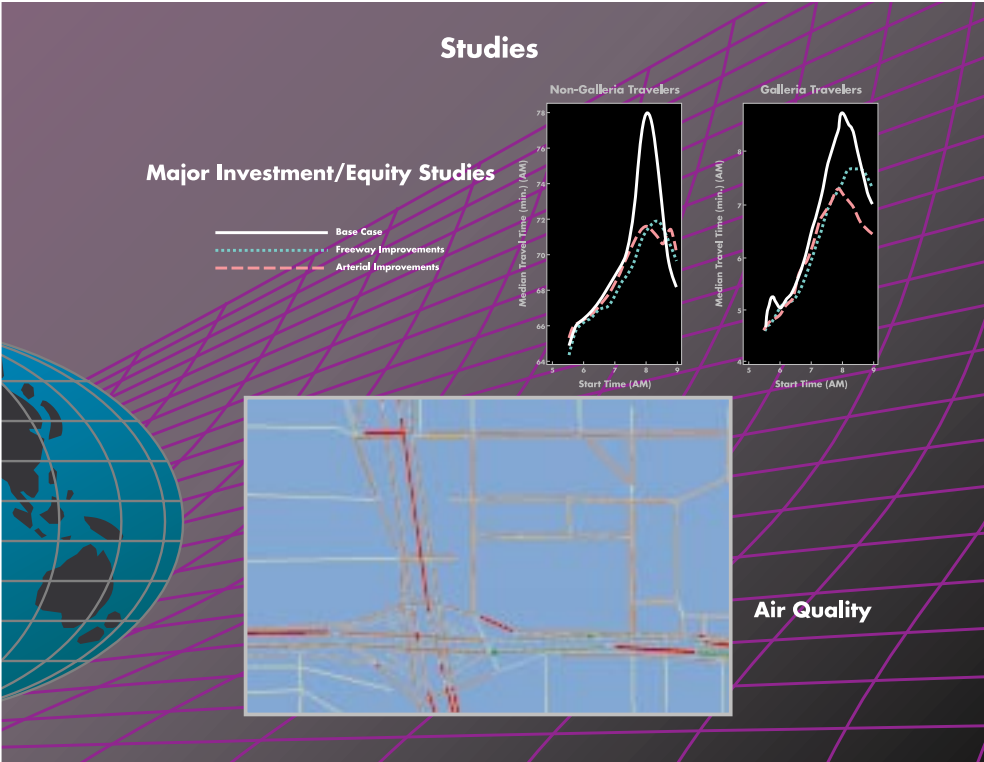 Studies
Major Investment/Equity Studies
Base Case
Freeway Improvements
Arterial Improvements
Non-Galleria Travelers
Median Travel Time (min.) (AM)
78
76
74
72
70
68
66
64
5 6 7 8 9
Start Time (AM)
Galleria Travelers
Median Travel Time (min.) (AM)
8
7
6
5
4
5 6 7 8 9
Start Time (AM)
Air Quality